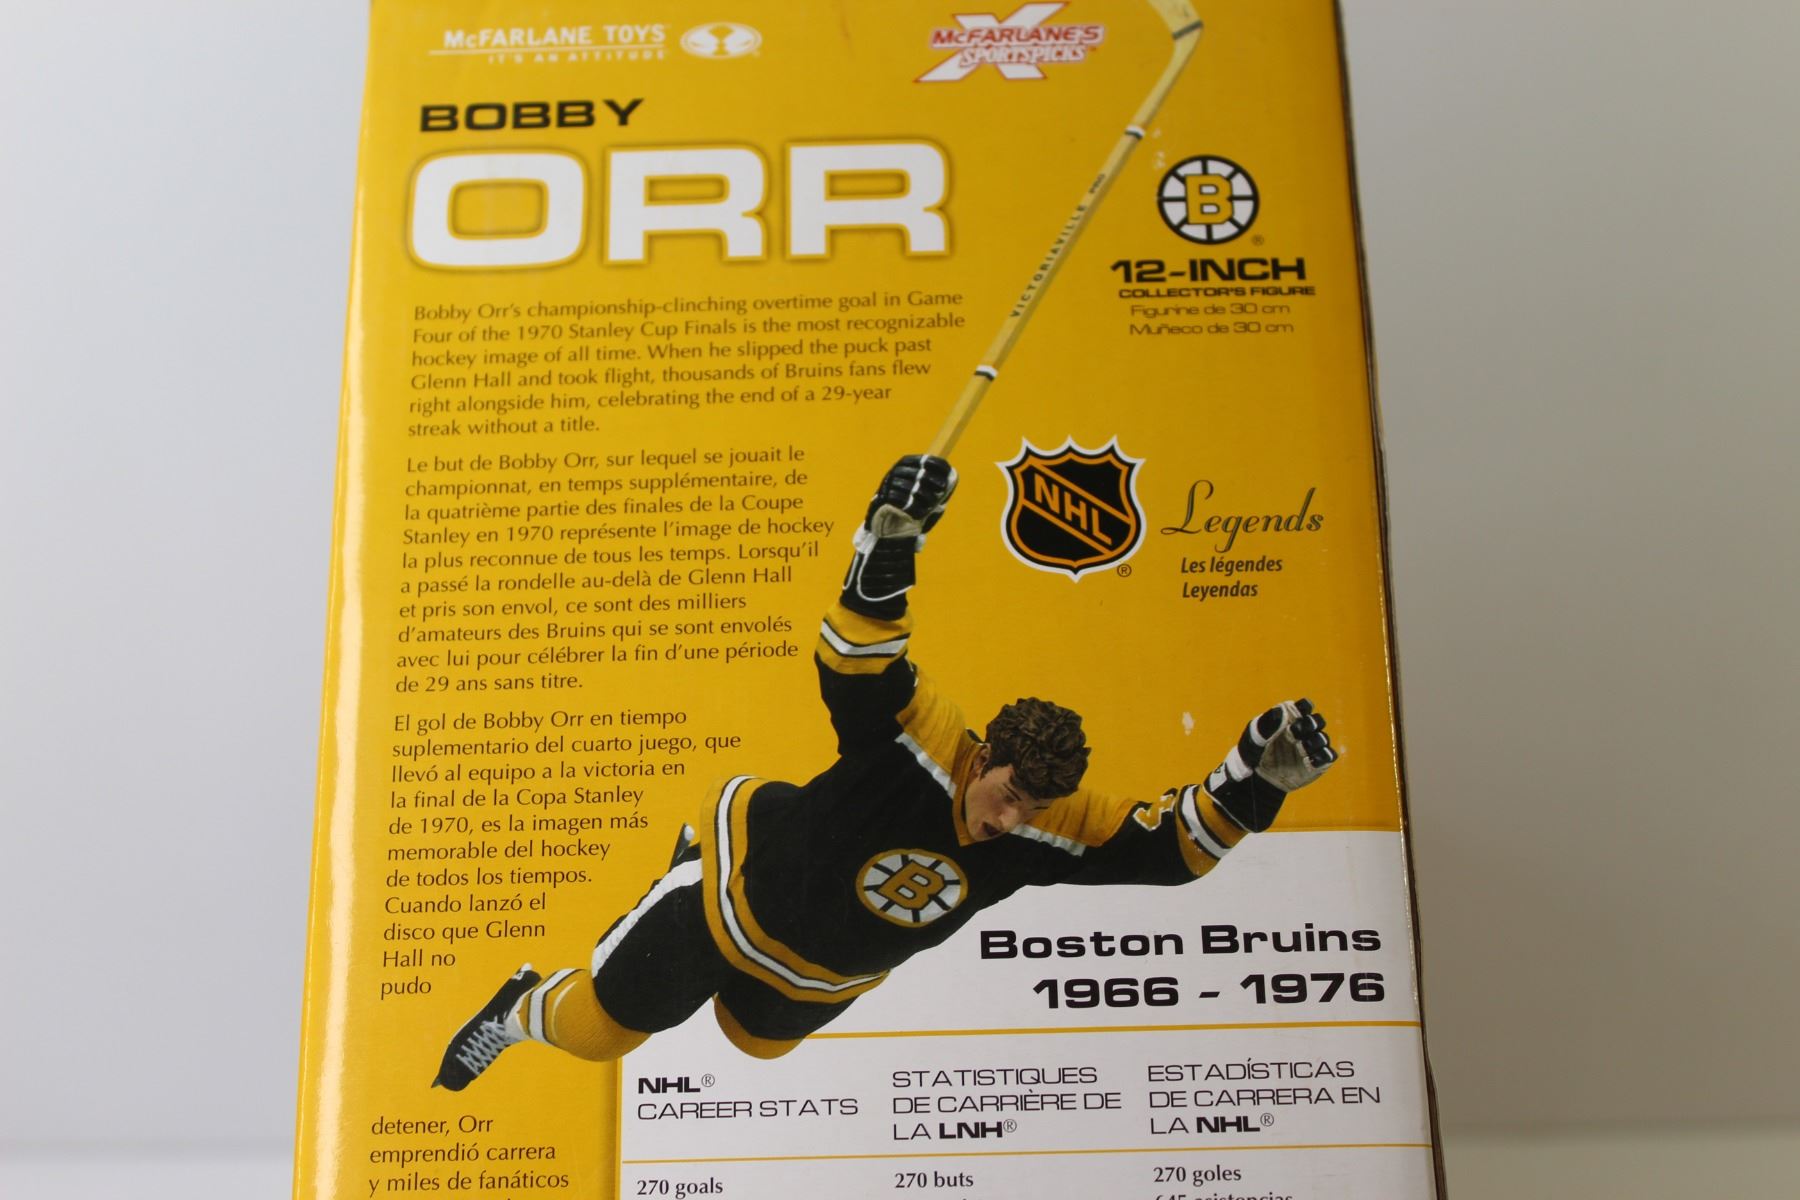 McFARLANE TOYS
IT'S AN ATTITUDE
McFARLANE'S
SPORTSPICKS™
BOBBY
ORR
VICTORIAVILLE PRO
B
®
12-INCH
COLLECTOR'S FIGURE
Figurine de 30 cm
Muñeco de 30 cm
Bobby Orr's championship-clinching overtime goal in Game
Four of the 1970 Stanley Cup Finals is the most recognizable
hockey image of all time. When he slipped the puck past
Glenn Hall and took flight, thousands of Bruins fans flew
right alongside him, celebrating the end of a 29-year
streak without a title.
Le but de Bobby Orr, sur lequel se jouait le
championnat, en temps supplémentaire, de
la quatrième partie des finales de la Coupe
Stanley en 1970 représente l'image de hockey
la plus reconnue de tous les temps. Lorsqu'il
a passé la rondelle au-delà de Glenn Hall
et pris son envol, ce sont des milliers
d'amateurs des Bruins qui se sont envolés
avec lui pour célébrer la fin d'une période
de 29 ans sans titre.
NHL
®
Legends
Les légendes
Leyendas
El gol de Bobby Orr en tiempo
suplementario del cuarto juego, que
llevó al equipo a la victoria en
la final de la Copa Stanley
de 1970, es la imagen más
memorable del hockey
de todos los tiempos.
Cuando lanzó el
disco que Glenn
Hall no
pudo
detener, Orr
emprendió carrera
y miles de fanáticos
B
Boston Bruins
1966 - 1976
NHL®
CAREER STATS
270 goals
STATISTIQUES
DE CARRIÈRE DE
LA LNH®
270 buts
ESTADÍSTICAS
DE CARRERA EN
LA NHL®
270 goles
645 asistencias